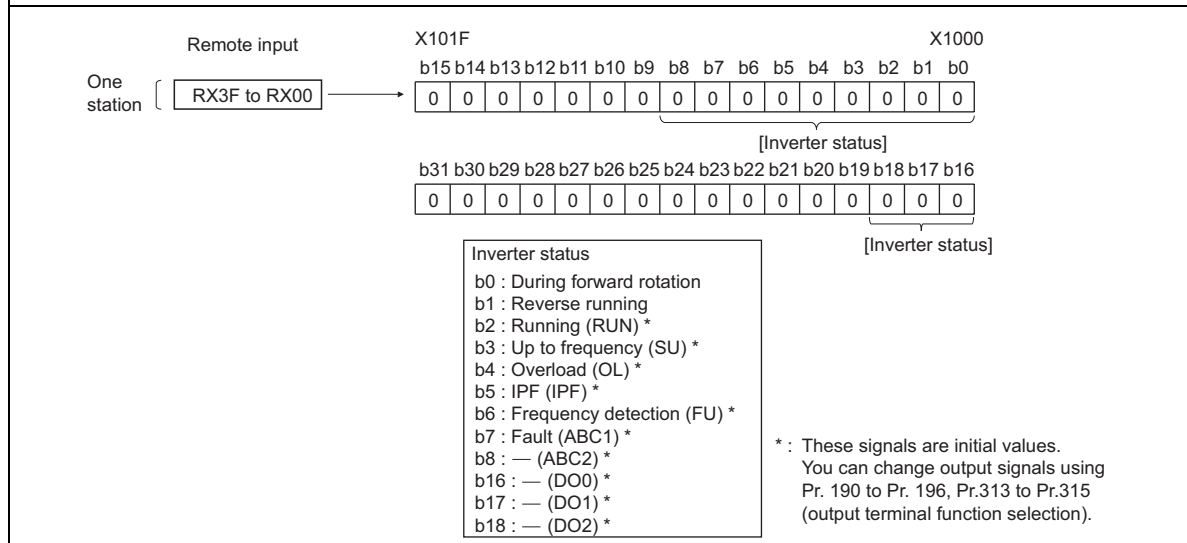 Remote input
X101F X1000
b15 b14 b13 b12 b11 b10 b9 b8 b7 b6 b5 b4 b3 b2 b1 b0
One station
RX3F to RX00
0 0 0 0 0 0 0 0 0 0 0 0 0 0 0 0
[Inverter status]
b31 b30 b29 b28 b27 b26 b25 b24 b23 b22 b21 b20 b19 b18 b17 b16
0 0 0 0 0 0 0 0 0 0 0 0 0 0 0 0
[Inverter status]
Inverter status
b0 : During forward rotation
b1 : Reverse running
b2 : Running (RUN) *
b3 : Up to frequency (SU) *
b4 : Overload (OL) *
b5 : IPF (IPF) *
b6 : Frequency detection (FU) *
b7 : Fault (ABC1) *
b8 : — (ABC2) *
b16 : — (DO0) *
b17 : — (DO1) *
b18 : — (DO2) *
* : These signals are initial values.
You can change output signals using
Pr. 190 to Pr. 196, Pr.313 to Pr.315
(output terminal function selection).